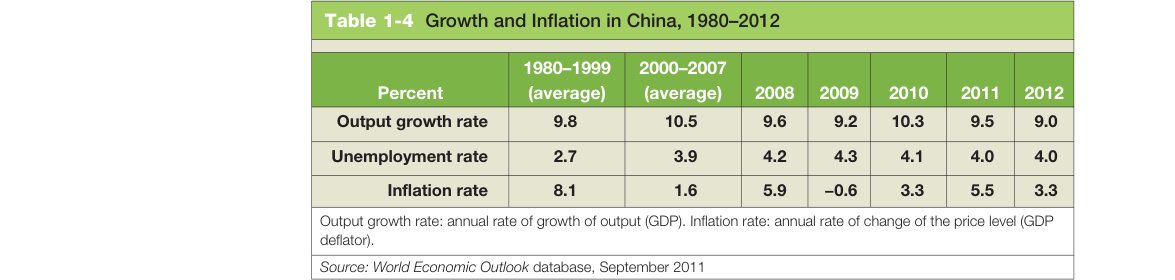 Table 1-4 Growth and Inflation in China, 1980–2012
Percent 1980–1999 (average) 2000–2007 (average) 2008 2009 2010 2011 2012
Output growth rate 9.8 10.5 9.6 9.2 10.3 9.5 9.0
Unemployment rate 2.7 3.9 4.2 4.3 4.1 4.0 4.0
Inflation rate 8.1 1.6 5.9 –0.6 3.3 5.5 3.3
Output growth rate: annual rate of growth of output (GDP). Inflation rate: annual rate of change of the price level (GDP
deflator).
Source: World Economic Outlook database, September 2011